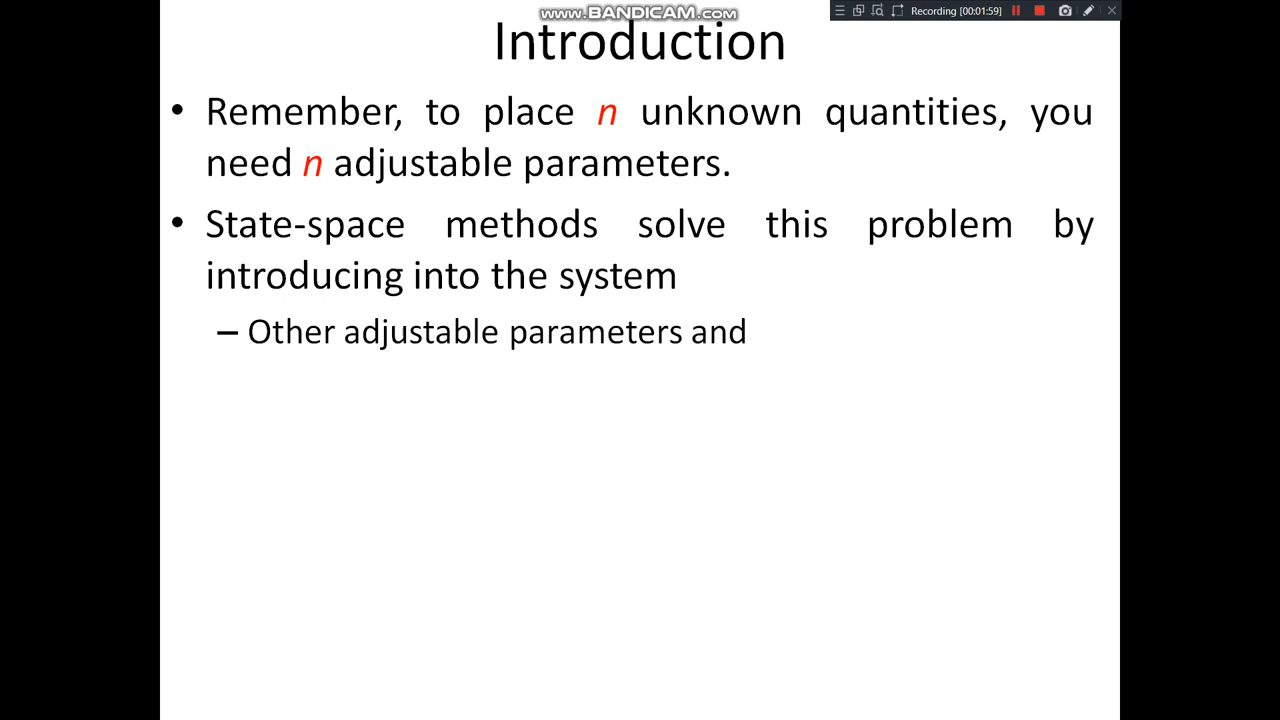 www.BANDICAM.com
Recording [00:01:59]
Introduction
• Remember, to place n unknown quantities, you
need n adjustable parameters.
• State-space methods solve this problem by
introducing into the system
– Other adjustable parameters and